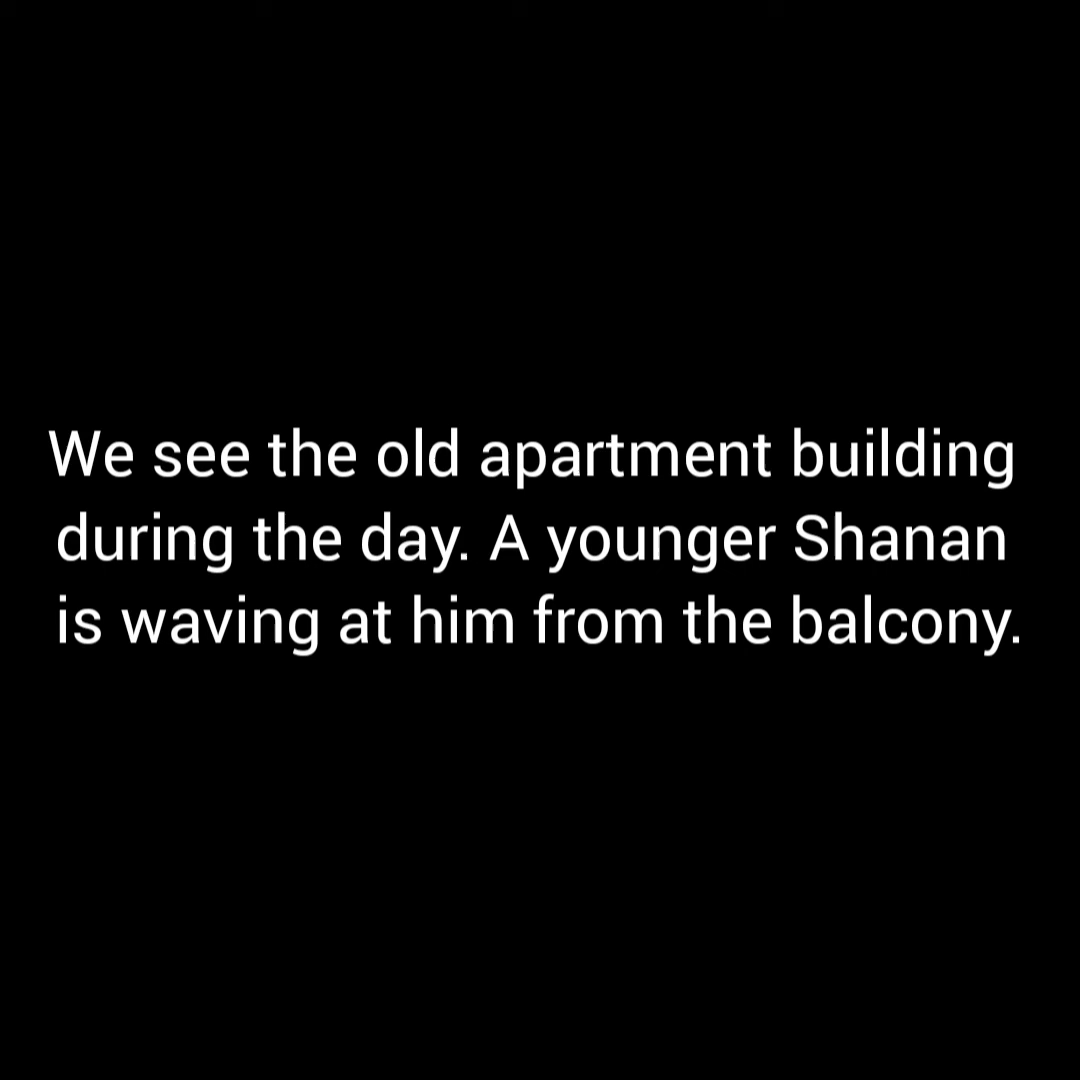 We see the old apartment building
during the day. A younger Shanan
is waving at him from the balcony.